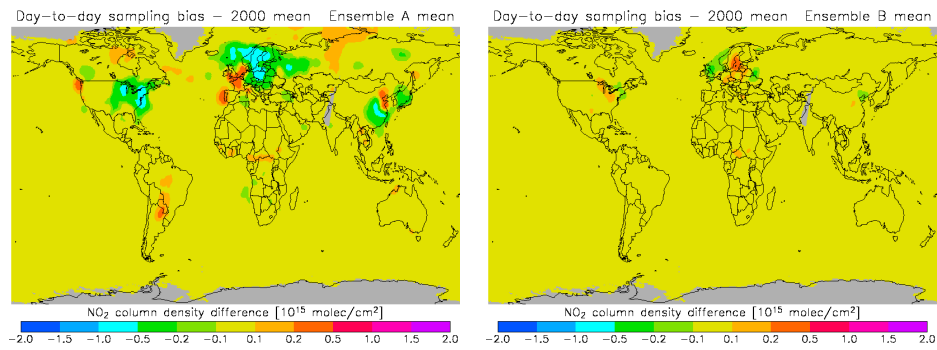 Day-to-day sampling bias - 2000 mean Ensemble A mean
NO2 column density difference [10^15 molec/cm^2]
-2.0 -1.5 -1.0 -0.5 -0.2 -0.1 0.1 0.2 0.5 1.0 1.5 2.0
Day-to-day sampling bias - 2000 mean Ensemble B mean
NO2 column density difference [10^15 molec/cm^2]
-2.0 -1.5 -1.0 -0.5 -0.2 -0.1 0.1 0.2 0.5 1.0 1.5 2.0